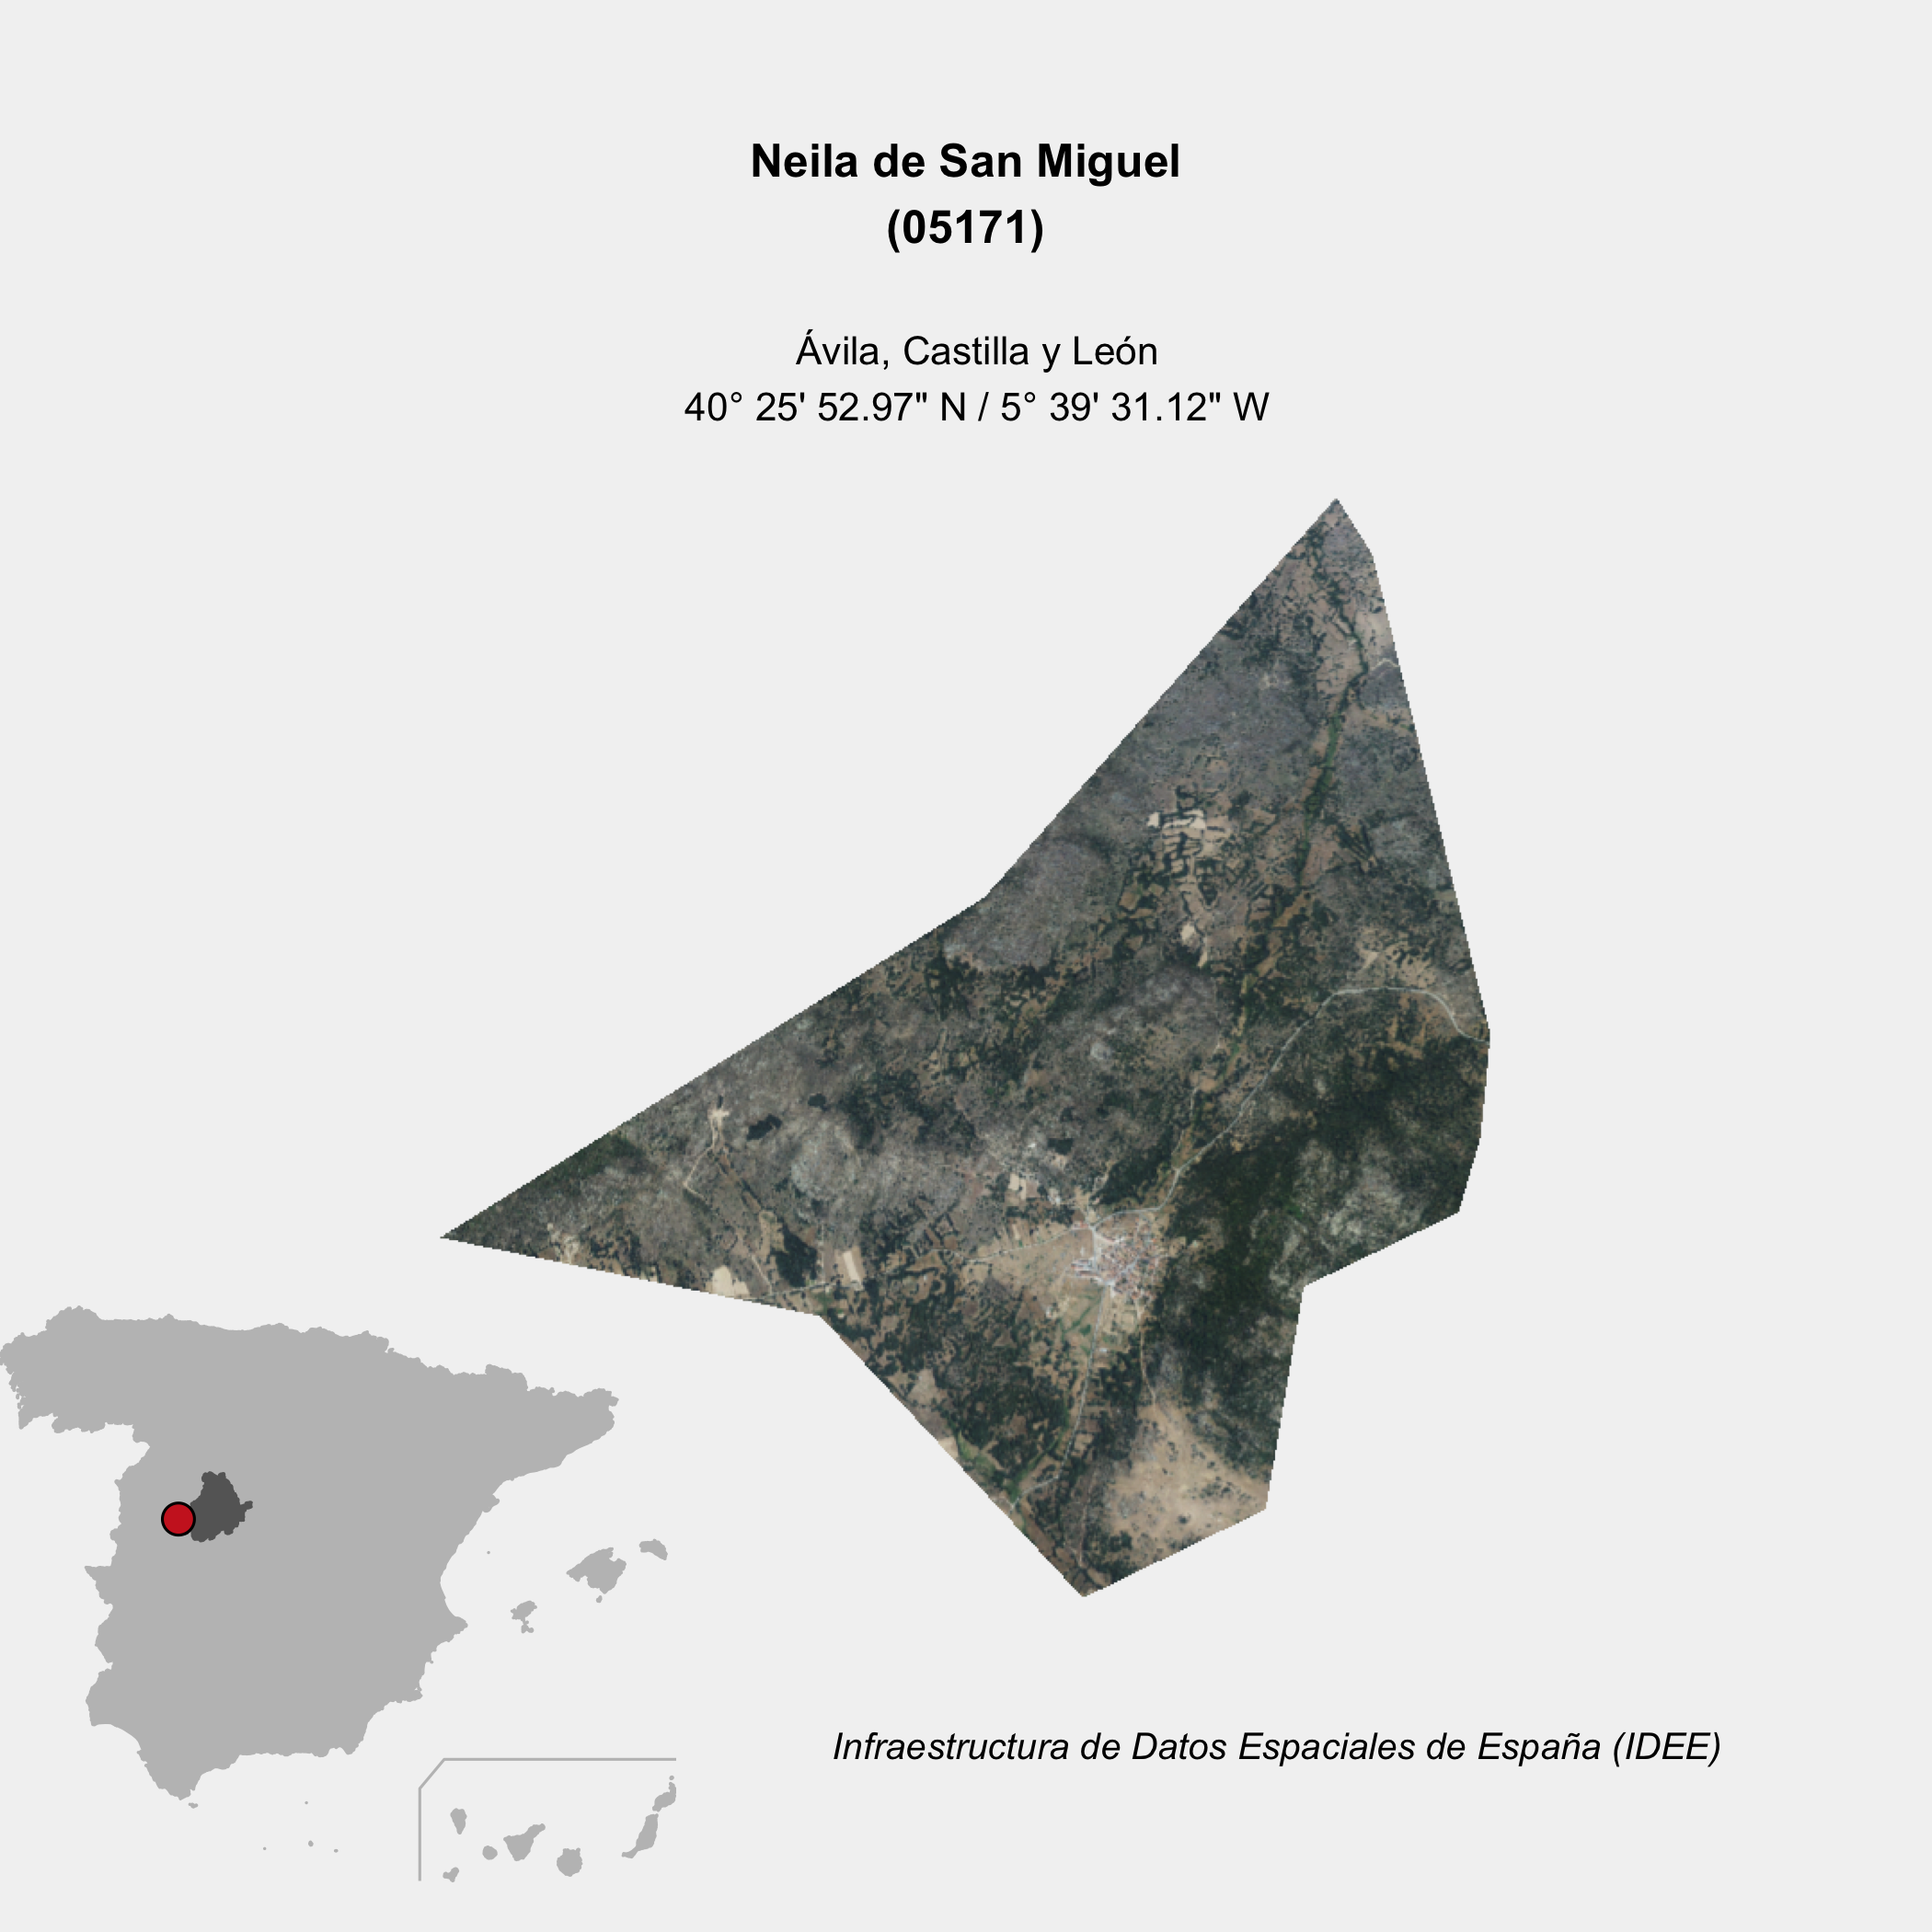 Neila de San Miguel
(05171)
Ávila, Castilla y León
40° 25' 52.97" N / 5° 39' 31.12" W
Infraestructura de Datos Espaciales de España (IDEE)